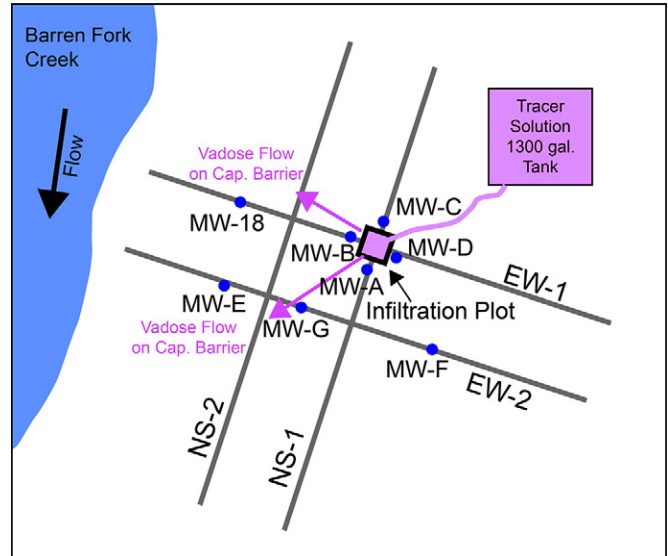 Barren Fork
Creek
Flow
Tracer
Solution
1300 gal.
Tank
Vadose Flow
on Cap. Barrier
MW-C
MW-18
MW-B
MW-D
MW-A
EW-1
Infiltration Plot
MW-E
MW-G
Vadose Flow
on Cap. Barrier
MW-F
EW-2
NS-2
NS-1